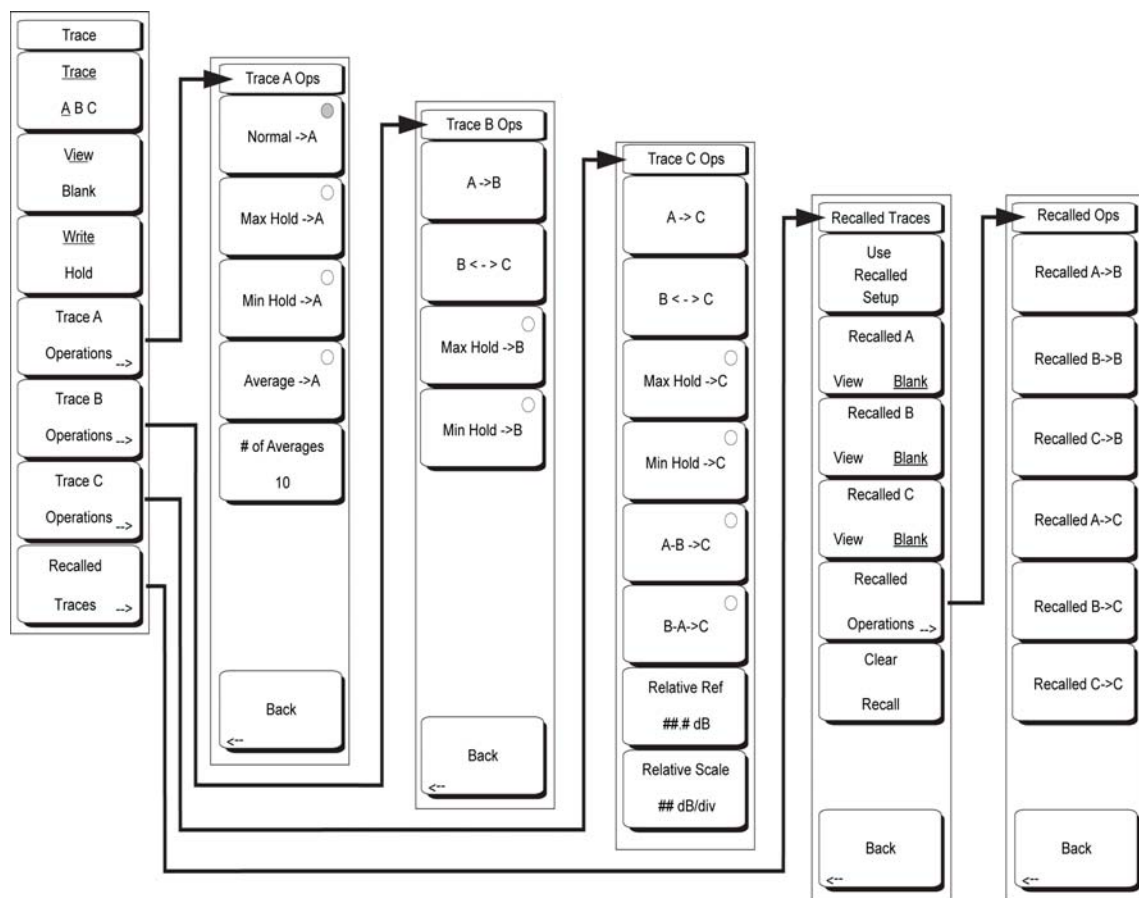 Trace
Trace
A B C
View
Blank
Write
Hold
Trace A
Operations -->
Trace B
Operations -->
Trace C
Operations -->
Recalled
Traces -->
Trace A Ops
Normal ->A
Max Hold ->A
Min Hold ->A
Average ->A
# of Averages
10
Back
<--
Trace B Ops
A ->B
B < - > C
Max Hold ->B
Min Hold ->B
Back
<--
Trace C Ops
A -> C
B < - > C
Max Hold ->C
Min Hold ->C
A-B ->C
B-A->C
Relative Ref
##.# dB
Relative Scale
## dB/div
Recalled Traces
Use
Recalled
Setup
Recalled A
View Blank
Recalled B
View Blank
Recalled C
View Blank
Recalled
Operations -->
Clear
Recall
Back
<--
Recalled Ops
Recalled A->B
Recalled B->B
Recalled C->B
Recalled A->C
Recalled B->C
Recalled C->C
Back
<--